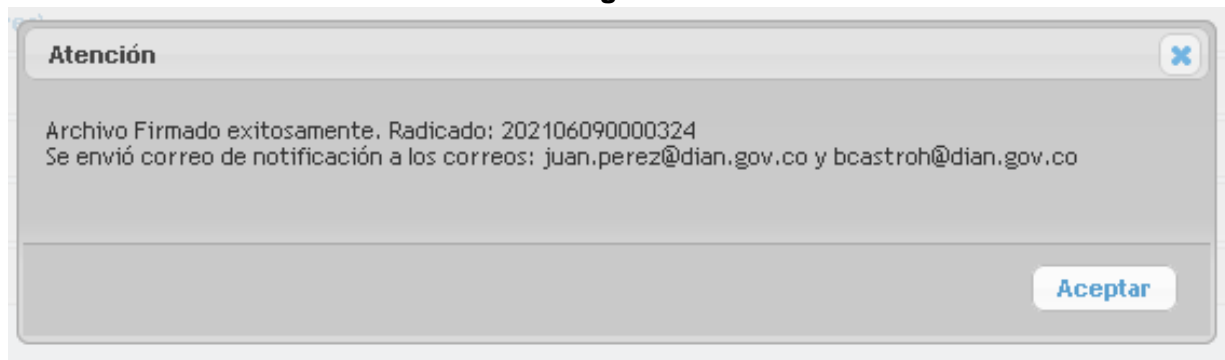 Atención
Archivo Firmado exitosamente. Radicado: 202106090000324
Se envió correo de notificación a los correos: juan.perez@dian.gov.co y bcastroh@dian.gov.co
Aceptar